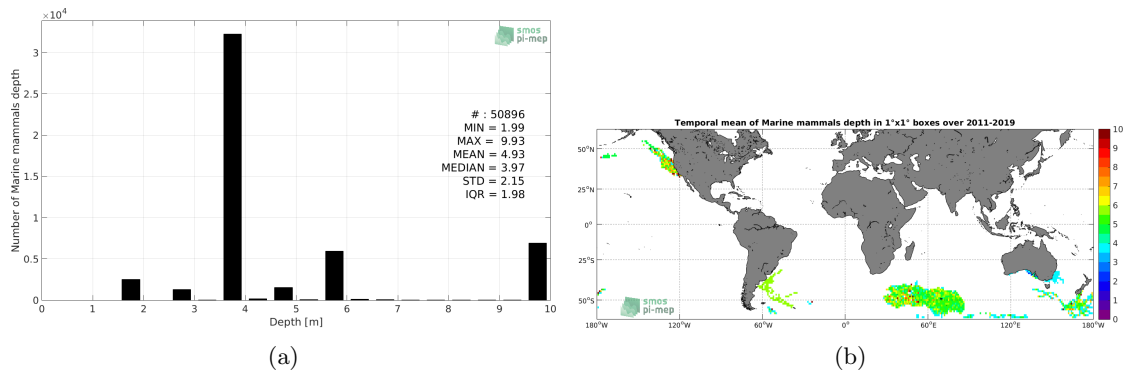 ×10⁴
smos
pi-mep
3
2.5
2
1.5
1
0.5
0
Number of Marine mammals depth
# : 50896
MIN = 1.99
MAX = 9.93
MEAN = 4.93
MEDIAN = 3.97
STD = 2.15
IQR = 1.98
0 1 2 3 4 5 6 7 8 9 10
Depth [m]
(a)
Temporal mean of Marine mammals depth in 1°x1° boxes over 2011-2019
50°N
25°N
0°
25°S
50°S
smos
pi-mep
180°W 120°W 60°W 0° 60°E 120°E 180°W
10
9
8
7
6
5
4
3
2
1
0
(b)